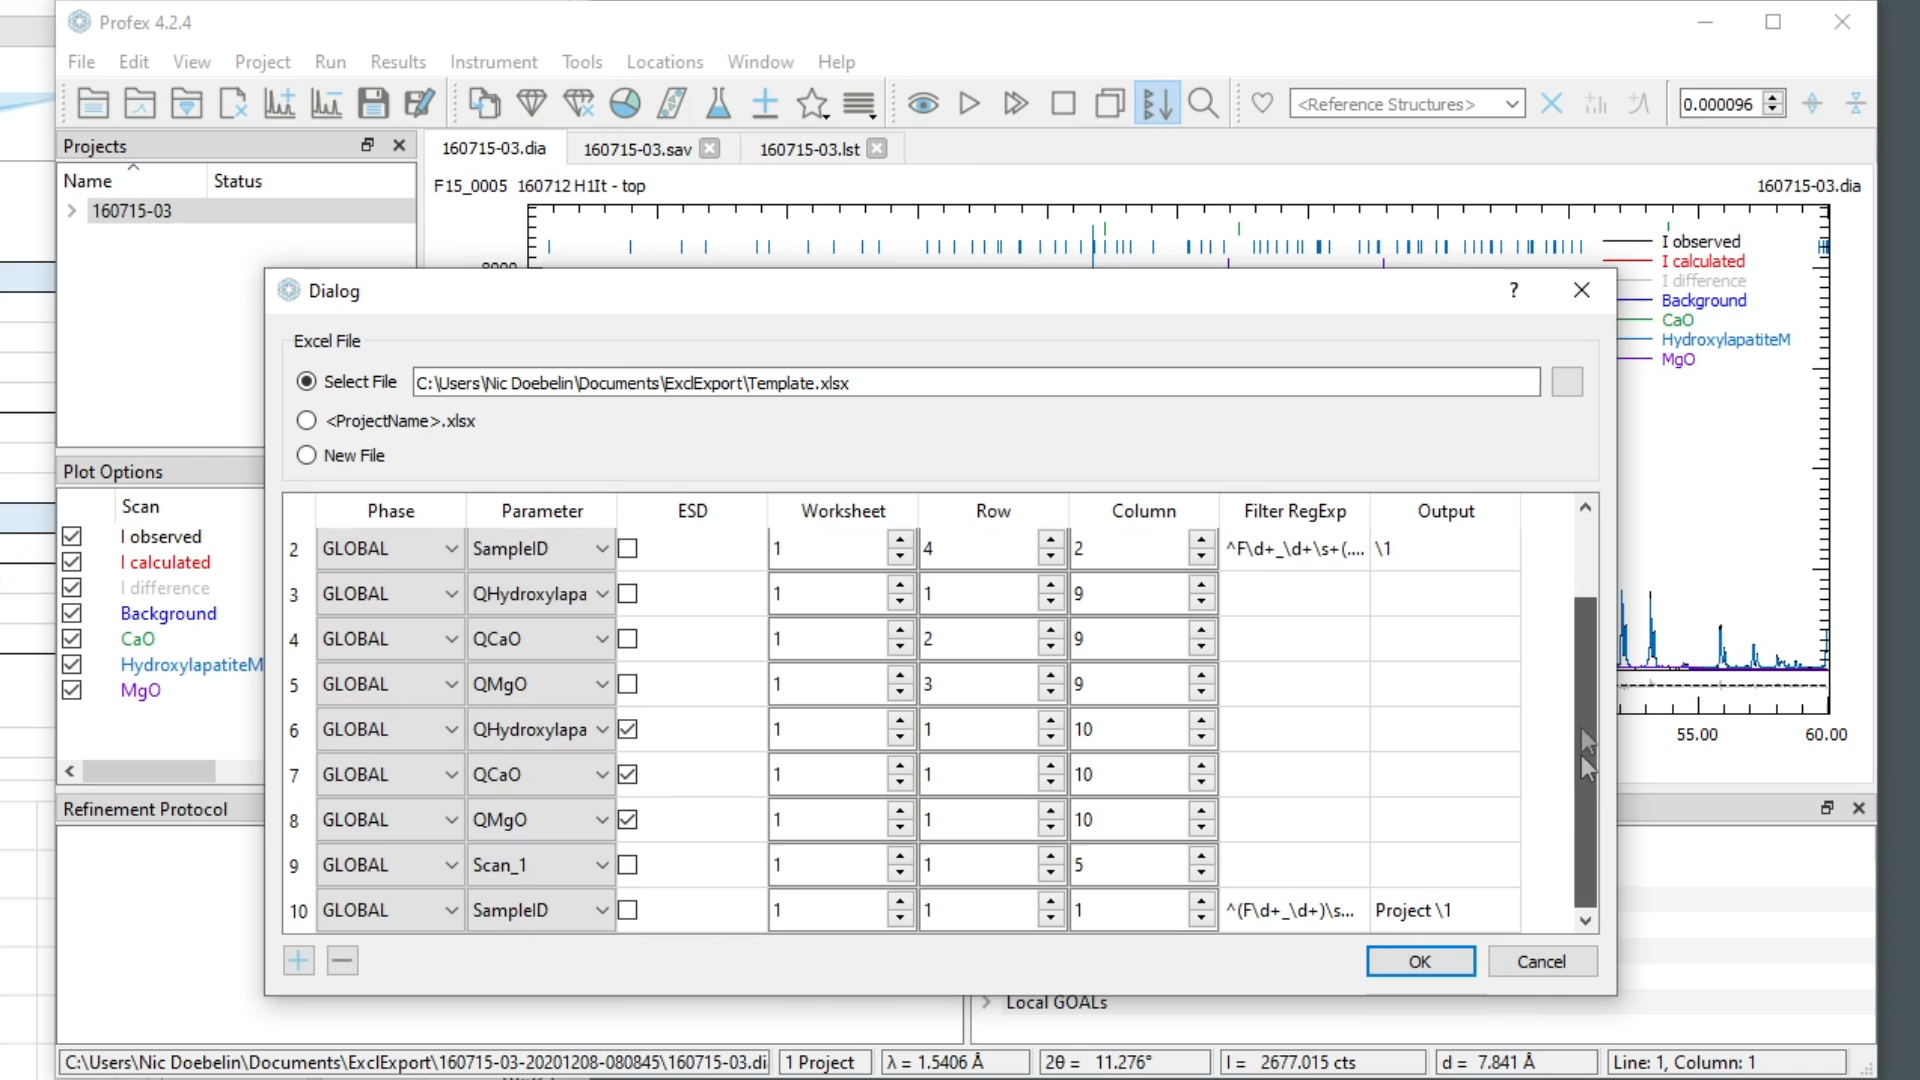 Profex 4.2.4
File Edit View Project Run Results Instrument Tools Locations Window Help
<Reference Structures> 0.000096
Projects
160715-03.dia 160715-03.sav 160715-03.lst
Name Status
160715-03
F15_0005 160712 H1lt - top 160715-03.dia
I observed
I calculated
I difference
Background
CaO
HydroxylapatiteM
MgO
55.00 60.00
Plot Options
Scan
I observed
I calculated
I difference
Background
CaO
HydroxylapatiteM
MgO
Refinement Protocol
Dialog ?
Excel File
Select File C:\Users\Nic Doebelin\Documents\ExclExport\Template.xlsx
<ProjectName>.xlsx
New File
Phase Parameter ESD Worksheet Row Column Filter RegExp Output
2 GLOBAL SampleID 1 4 2 ^F\d+_\d+\s+(.... \1
3 GLOBAL QHydroxylapa 1 1 9
4 GLOBAL QCaO 1 2 9
5 GLOBAL QMgO 1 3 9
6 GLOBAL QHydroxylapa 1 1 10
7 GLOBAL QCaO 1 1 10
8 GLOBAL QMgO 1 1 10
9 GLOBAL Scan_1 1 1 5
10 GLOBAL SampleID 1 1 1 ^(F\d+_\d+)\s... Project \1
OK Cancel
Local GOALs
C:\Users\Nic Doebelin\Documents\ExclExport\160715-03-20201208-080845\160715-03.di 1 Project λ = 1.5406 Å 2θ = 11.276° I = 2677.015 cts d = 7.841 Å Line: 1, Column: 1